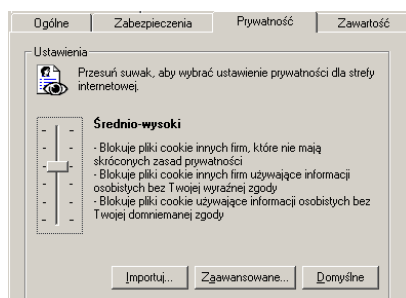 Ogólne Zabezpieczenia Prywatność Zawartość
Ustawienia
Przesuń suwak, aby wybrać ustawienie prywatności dla strefy
internetowej.
Średnio-wysoki
- Blokuje pliki cookie innych firm, które nie mają
skróconych zasad prywatności
- Blokuje pliki cookie innych firm używające informacji
osobistych bez Twojej wyraźnej zgody
- Blokuje pliki cookie używające informacji osobistych bez
Twojej domniemanej zgody
Importuj... Zaawansowane... Domyślne